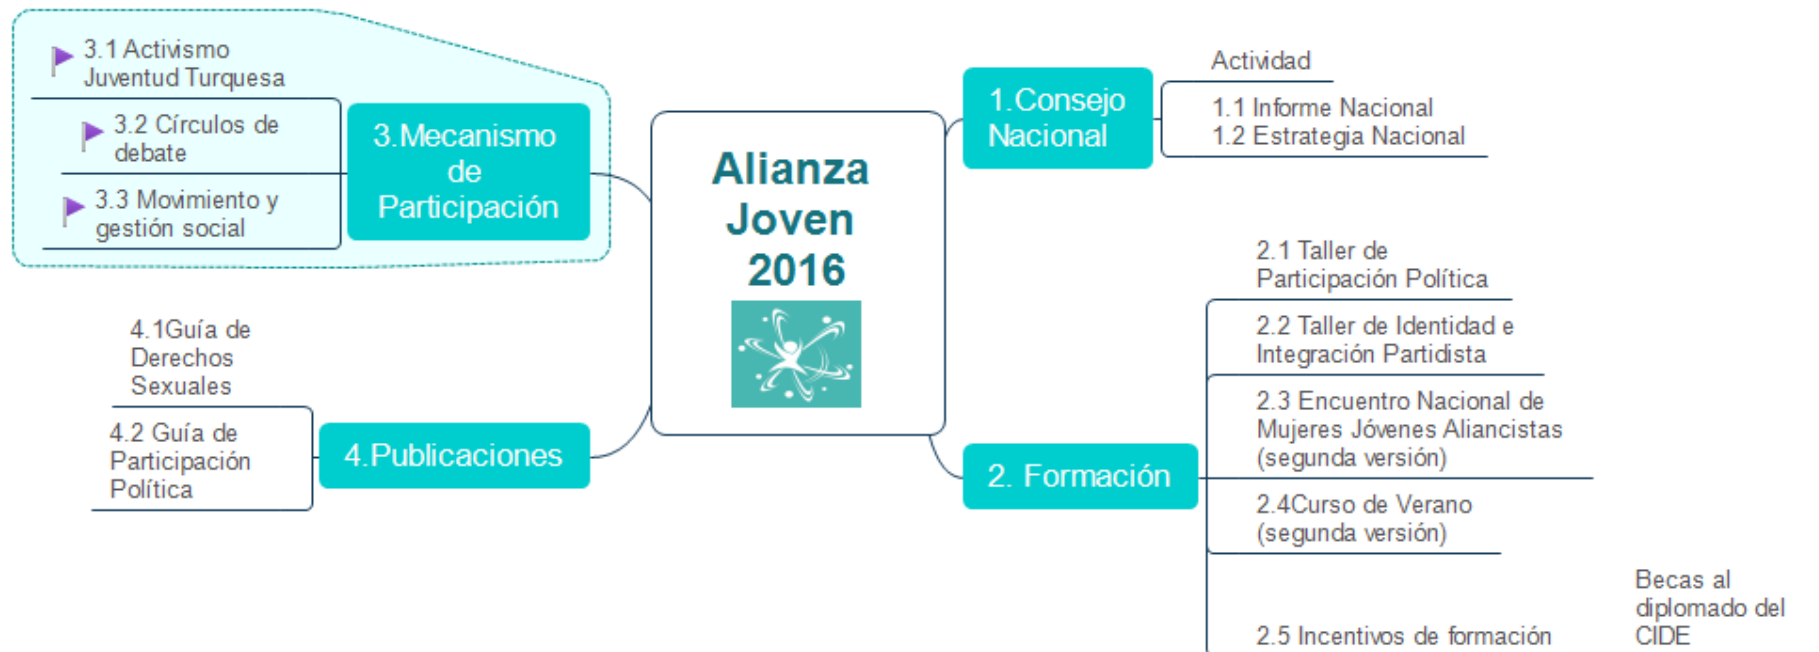 Alianza
Joven
2016
1.Consejo
Nacional
Actividad
1.1 Informe Nacional
1.2 Estrategia Nacional
2. Formación
2.1 Taller de
Participación Política
2.2 Taller de Identidad e
Integración Partidista
2.3 Encuentro Nacional de
Mujeres Jóvenes Aliancistas
(segunda versión)
2.4Curso de Verano
(segunda versión)
2.5 Incentivos de formación
Becas al
diplomado del
CIDE
3.Mecanismo
de
Participación
3.1 Activismo
Juventud Turquesa
3.2 Círculos de
debate
3.3 Movimiento y
gestión social
4.Publicaciones
4.1Guía de
Derechos
Sexuales
4.2 Guía de
Participación
Política